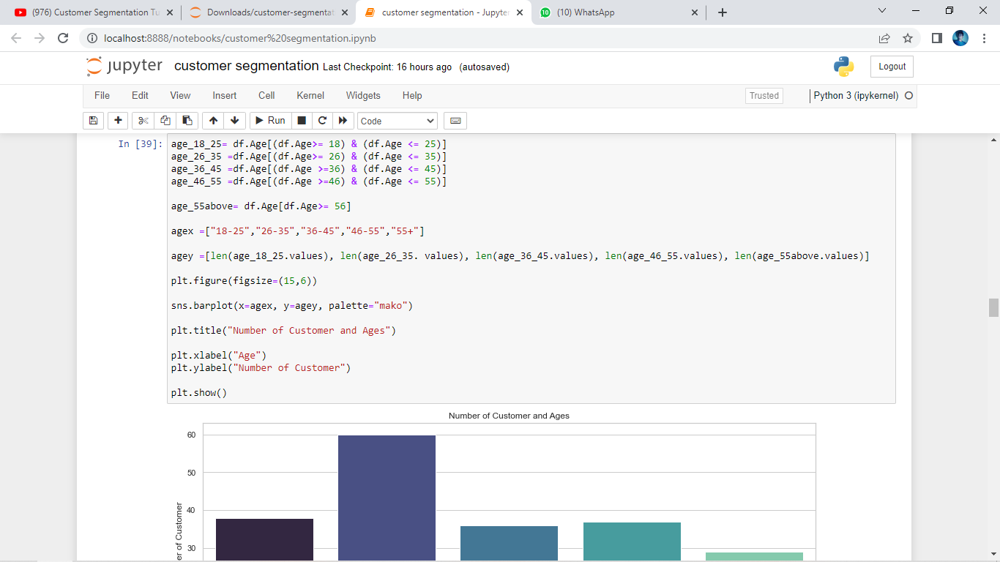 (976) Customer Segmentation Tu
Downloads/customer-segmentat
customer segmentation - Jupyter
10
(10) WhatsApp
localhost:8888/notebooks/customer%20segmentation.ipynb
jupyter customer segmentation Last Checkpoint: 16 hours ago (autosaved)
Logout
File Edit View Insert Cell Kernel Widgets Help
Trusted
Python 3 (ipykernel)
Run
Code
In [39]:
age_18_25= df.Age[(df.Age>= 18) & (df.Age <= 25)]
age_26_35 =df.Age[(df.Age>= 26) & (df.Age <= 35)]
age_36_45 =df.Age[(df.Age >=36) & (df.Age <= 45)]
age_46_55 =df.Age[(df.Age >=46) & (df.Age <= 55)]
age_55above= df.Age[df.Age>= 56]
agex =["18-25","26-35","36-45","46-55","55+"]
agey =[len(age_18_25.values), len(age_26_35. values), len(age_36_45.values), len(age_46_55.values), len(age_55above.values)]
plt.figure(figsize=(15,6))
sns.barplot(x=agex, y=agey, palette="mako")
plt.title("Number of Customer and Ages")
plt.xlabel("Age")
plt.ylabel("Number of Customer")
plt.show()
Number of Customer and Ages
60
50
40
30
er of Customer